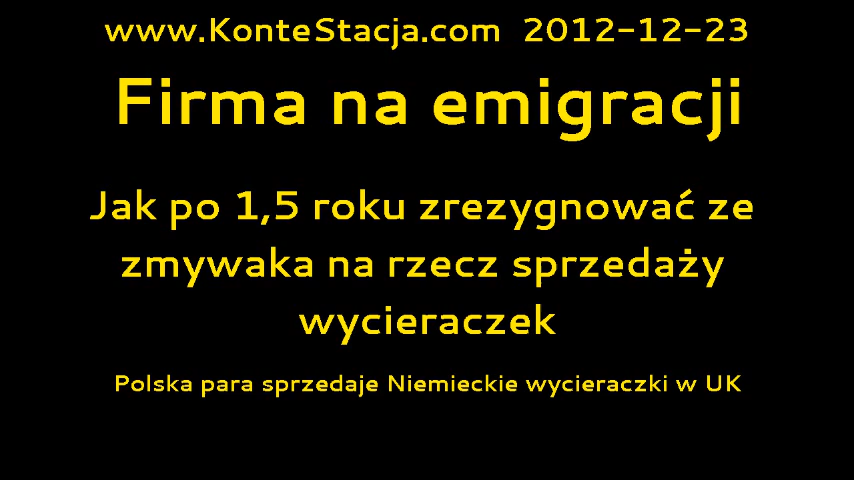 www.KonteStacja.com 2012-12-23
Firma na emigracji
Jak po 1,5 roku zrezygnować ze
zmywaka na rzecz sprzedaży
wycieraczek
Polska para sprzedaje Niemieckie wycieraczki w UK